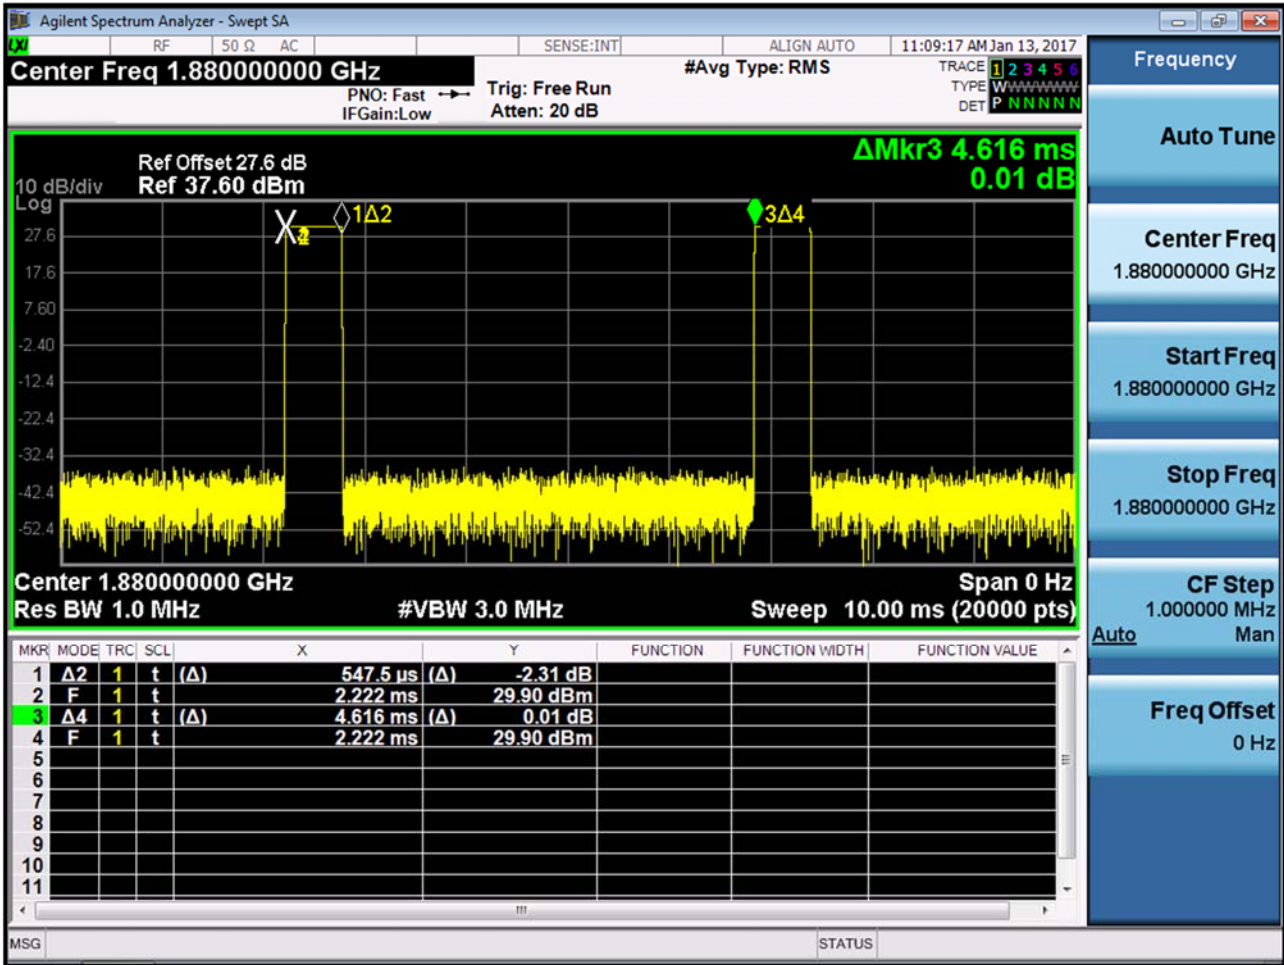 Agilent Spectrum Analyzer - Swept SA
LXI RF 50 Ω AC SENSE:INT ALIGN AUTO 11:09:17 AM Jan 13, 2017
Center Freq 1.880000000 GHz
PNO: Fast
IFGain:Low
Trig: Free Run
Atten: 20 dB
#Avg Type: RMS
TRACE 1 2 3 4 5 6
TYPE WWWWWW
DET P N N N N N
ΔMkr3 4.616 ms
0.01 dB
Ref Offset 27.6 dB
10 dB/div Ref 37.60 dBm
Log
1Δ2
3Δ4
27.6
17.6
7.60
-2.40
-12.4
-22.4
-32.4
-42.4
-52.4
Center 1.880000000 GHz Span 0 Hz
Res BW 1.0 MHz #VBW 3.0 MHz Sweep 10.00 ms (20000 pts)
MKR MODE TRC SCL X Y FUNCTION FUNCTION WIDTH FUNCTION VALUE
1 Δ2 1 t (Δ) 547.5 µs (Δ) -2.31 dB
2 F 1 t 2.222 ms 29.90 dBm
3 Δ4 1 t (Δ) 4.616 ms (Δ) 0.01 dB
4 F 1 t 2.222 ms 29.90 dBm
5
6
7
8
9
10
11
MSG STATUS
Frequency
Auto Tune
Center Freq
1.880000000 GHz
Start Freq
1.880000000 GHz
Stop Freq
1.880000000 GHz
CF Step
1.000000 MHz
Auto Man
Freq Offset
0 Hz